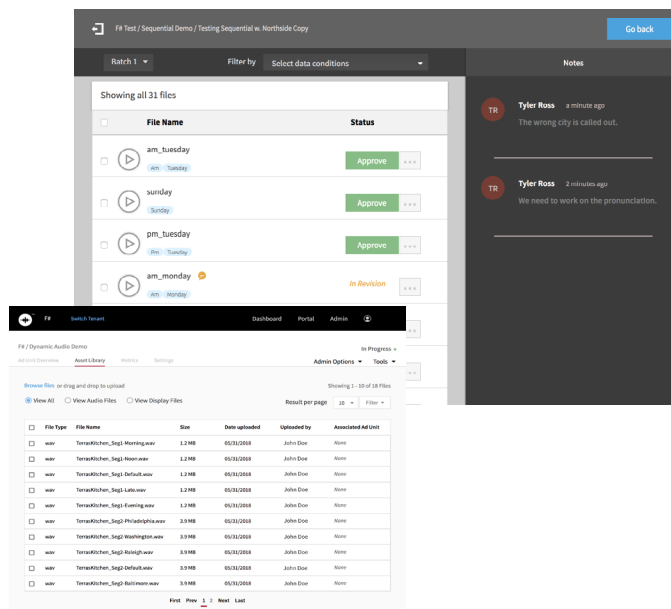 F# Test / Sequential Demo / Testing Sequential w. Northside Copy
Go back
Batch 1
Filter by
Select data conditions
Notes
Showing all 31 files
File Name
Status
am_tuesday
Am
Tuesday
Approve
sunday
Sunday
Approve
pm_tuesday
Pm
Tuesday
Approve
am_monday
Am
Monday
In Revision
TR
Tyler Ross
a minute ago
The wrong city is called out.
TR
Tyler Ross
2 minutes ago
We need to work on the pronunciation.
F#
Switch Tenant
Dashboard
Portal
Admin
F# / Dynamic Audio Demo
In Progress
Ad Unit Overview
Asset Library
Metrics
Settings
Admin Options
Tools
Browse files or drag and drop to upload
Showing 1 - 10 of 18 Files
View All
View Audio Files
View Display Files
Result per page
10
Filter
File Type File Name Size Date uploaded Uploaded by Associated Ad Unit
wav TerrasKitchen_Seg1-Morning.wav 1.2 MB 05/31/2018 John Doe None
wav TerrasKitchen_Seg1-Noon.wav 1.2 MB 05/31/2018 John Doe None
wav TerrasKitchen_Seg1-Default.wav 1.2 MB 05/31/2018 John Doe None
wav TerrasKitchen_Seg1-Late.wav 1.2 MB 05/31/2018 John Doe None
wav TerrasKitchen_Seg1-Evening.wav 1.2 MB 05/31/2018 John Doe None
wav TerrasKitchen_Seg2-Philadelphia.wav 3.9 MB 05/31/2018 John Doe None
wav TerrasKitchen_Seg2-Washington.wav 3.9 MB 05/31/2018 John Doe None
wav TerrasKitchen_Seg2-Raleigh.wav 3.9 MB 05/31/2018 John Doe None
wav TerrasKitchen_Seg2-Default.wav 3.9 MB 05/31/2018 John Doe None
wav TerrasKitchen_Seg2-Baltimore.wav 3.9 MB 05/31/2018 John Doe None
First Prev 1 2 Next Last